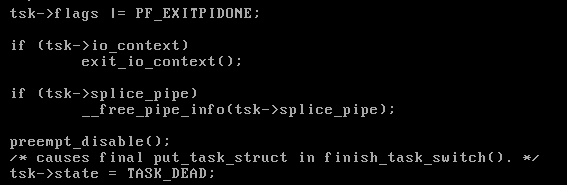 tsk->flags |= PF_EXITPIDONE;
if (tsk->io_context)
exit_io_context();
if (tsk->splice_pipe)
__free_pipe_info(tsk->splice_pipe);
preempt_disable();
/* causes final put_task_struct in finish_task_switch(). */
tsk->state = TASK_DEAD;